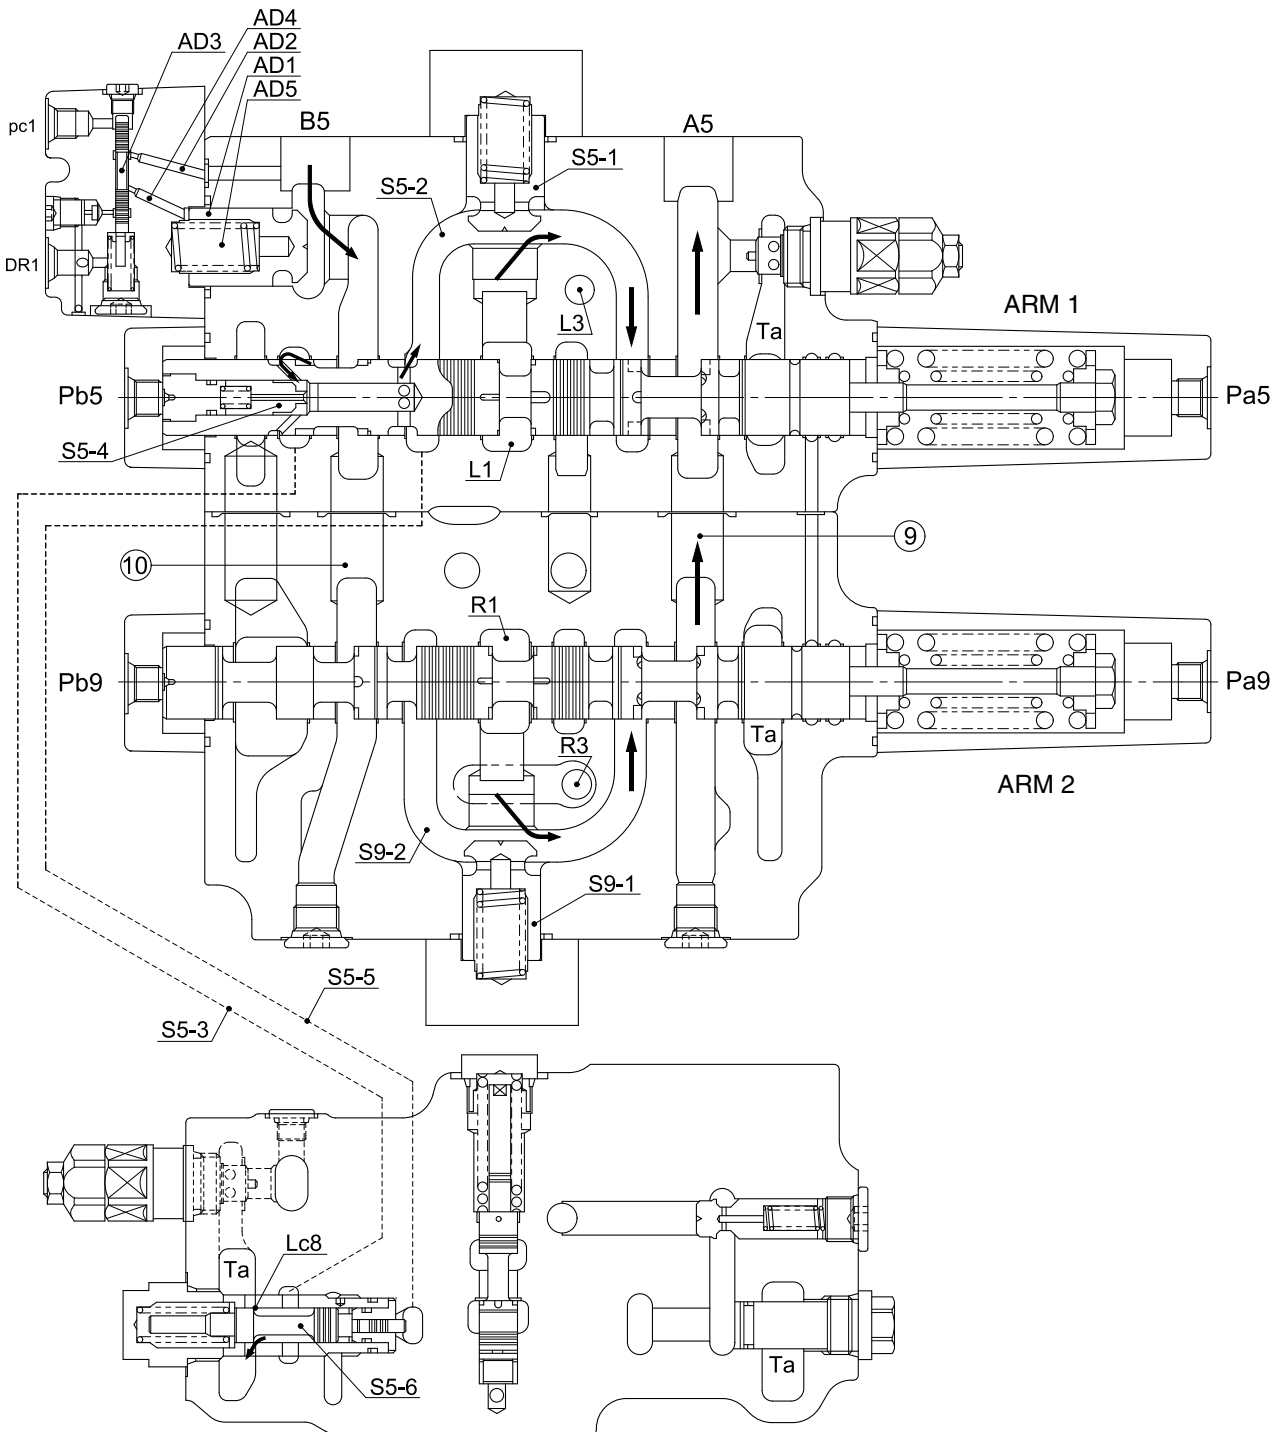 AD4
AD3
AD2
AD1
AD5
pc1
B5
A5
S5-1
S5-2
DR1
L3
Ta
ARM 1
Pb5
Pa5
S5-4
L1
9
10
R1
Pb9
Pa9
Ta
R3
ARM 2
S9-2
S9-1
S5-5
S5-3
Lc8
Ta
Ta
S5-6